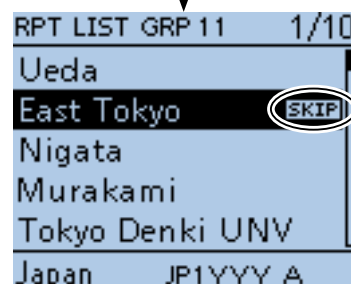 RPT LIST GRP 11 1/10
Ueda
East Tokyo SKIP
Nigata
Murakami
Tokyo Denki UNV
Japan JP1YYY A